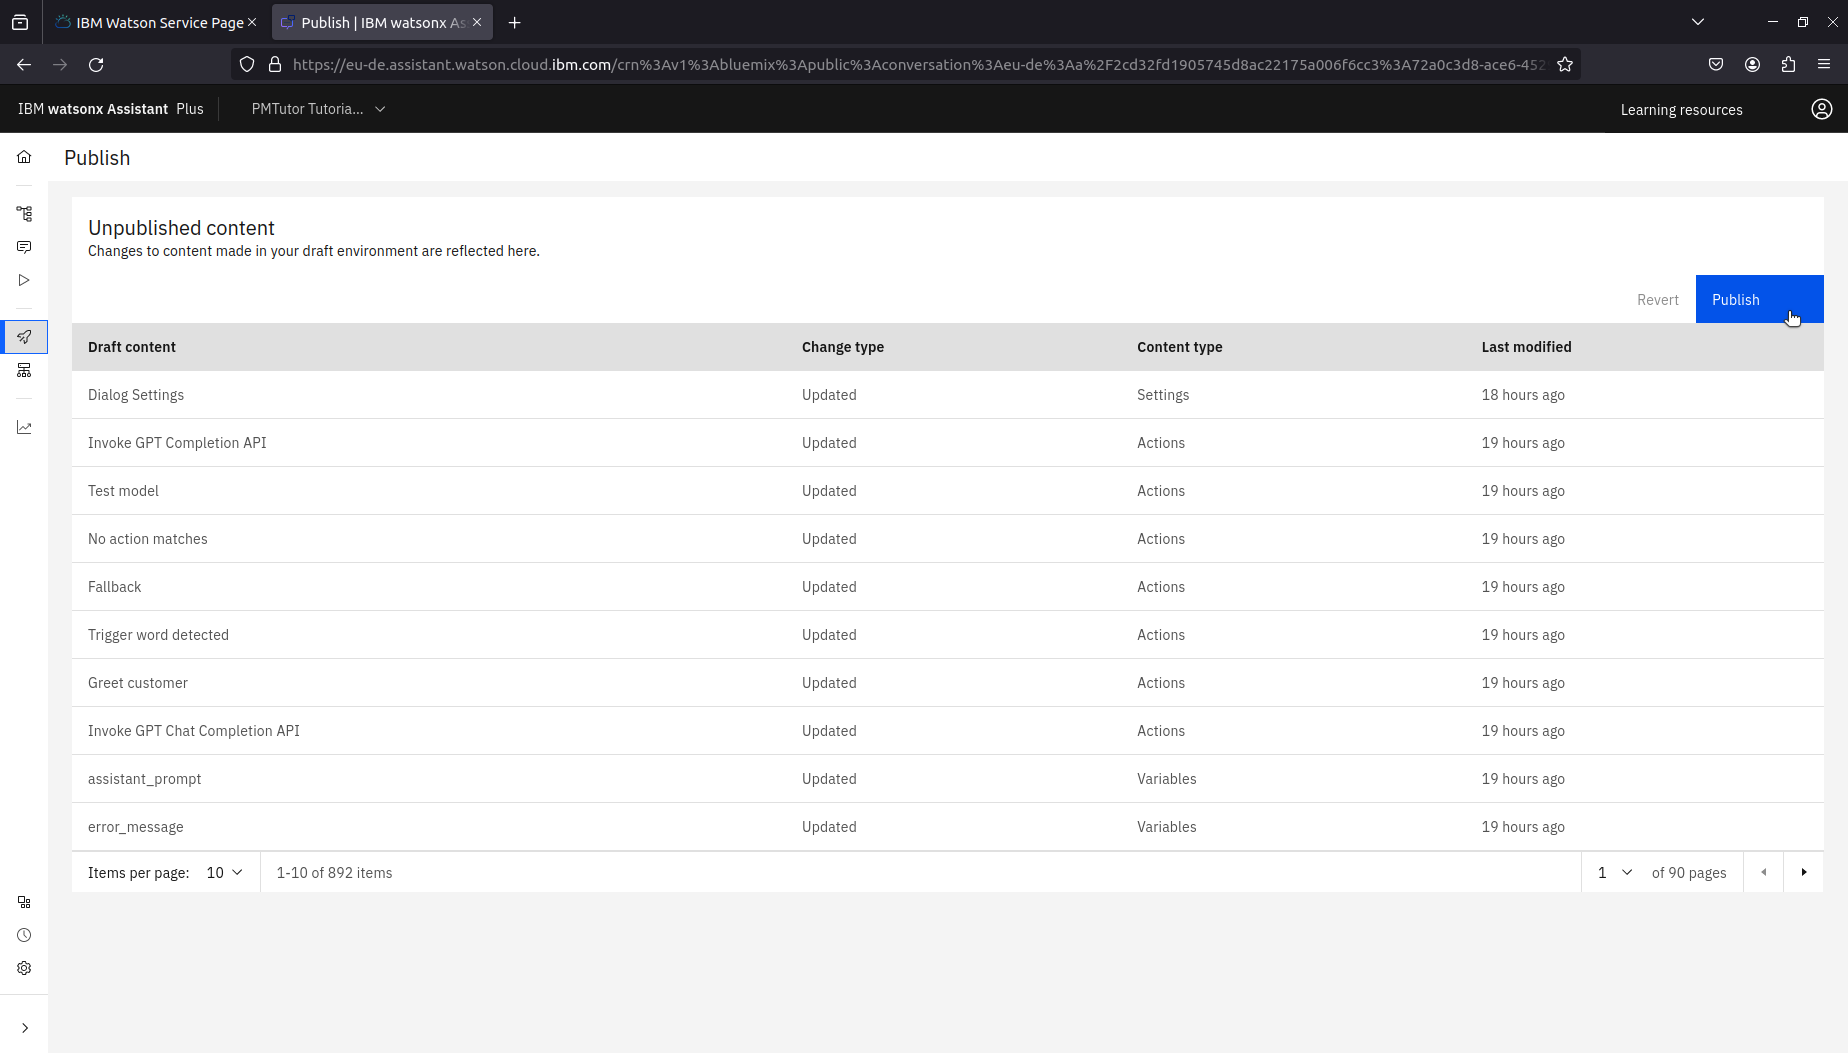 IBM Watson Service Page
Publish | IBM watsonx As
https://eu-de.assistant.watson.cloud.ibm.com/crn%3Av1%3Abluemix%3Apublic%3Aconversation%3Aeu-de%3Aa%2F2cd32fd1905745d8ac22175a006f6cc3%3A72a0c3d8-ace6-452
IBM watsonx Assistant Plus
PMTutor Tutoria...
Learning resources
Publish
Unpublished content
Changes to content made in your draft environment are reflected here.
Revert
Publish
Draft content Change type Content type Last modified
Dialog Settings Updated Settings 18 hours ago
Invoke GPT Completion API Updated Actions 19 hours ago
Test model Updated Actions 19 hours ago
No action matches Updated Actions 19 hours ago
Fallback Updated Actions 19 hours ago
Trigger word detected Updated Actions 19 hours ago
Greet customer Updated Actions 19 hours ago
Invoke GPT Chat Completion API Updated Actions 19 hours ago
assistant_prompt Updated Variables 19 hours ago
error_message Updated Variables 19 hours ago
Items per page: 10 1-10 of 892 items 1 of 90 pages